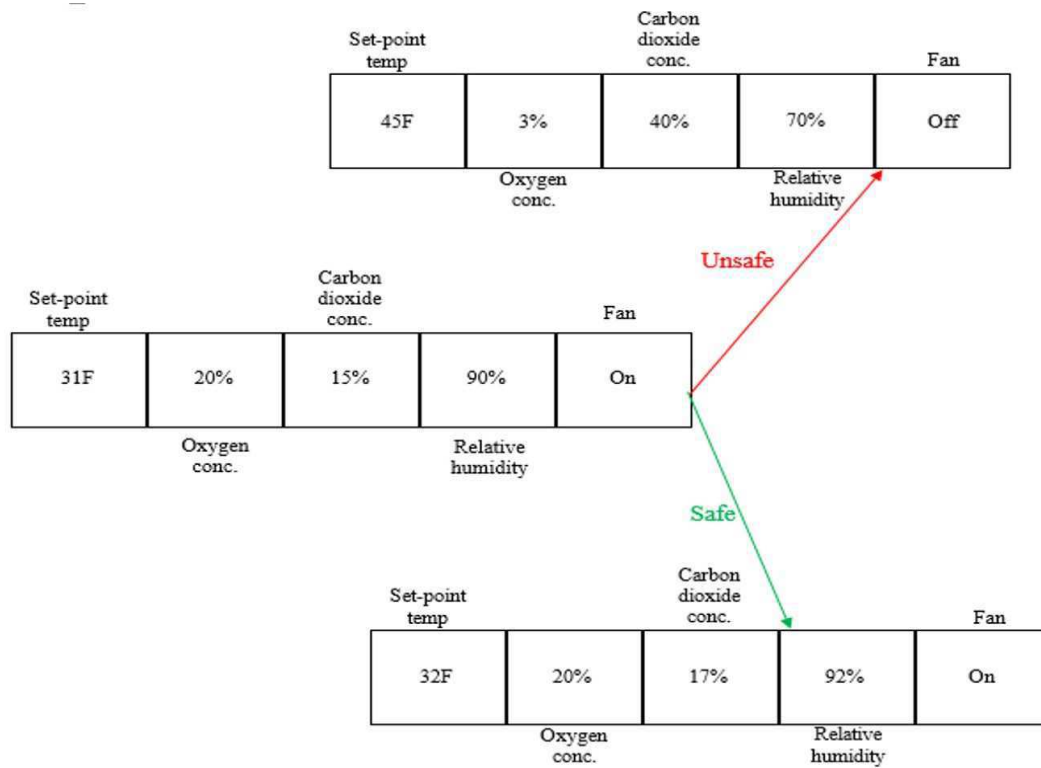 Set-point
temp
Carbon
dioxide
conc.
Fan
45F 3% 40% 70% Off
Oxygen
conc.
Relative
humidity
Unsafe
Set-point
temp
Carbon
dioxide
conc.
Fan
31F 20% 15% 90% On
Oxygen
conc.
Relative
humidity
Safe
Set-point
temp
Carbon
dioxide
conc.
Fan
32F 20% 17% 92% On
Oxygen
conc.
Relative
humidity